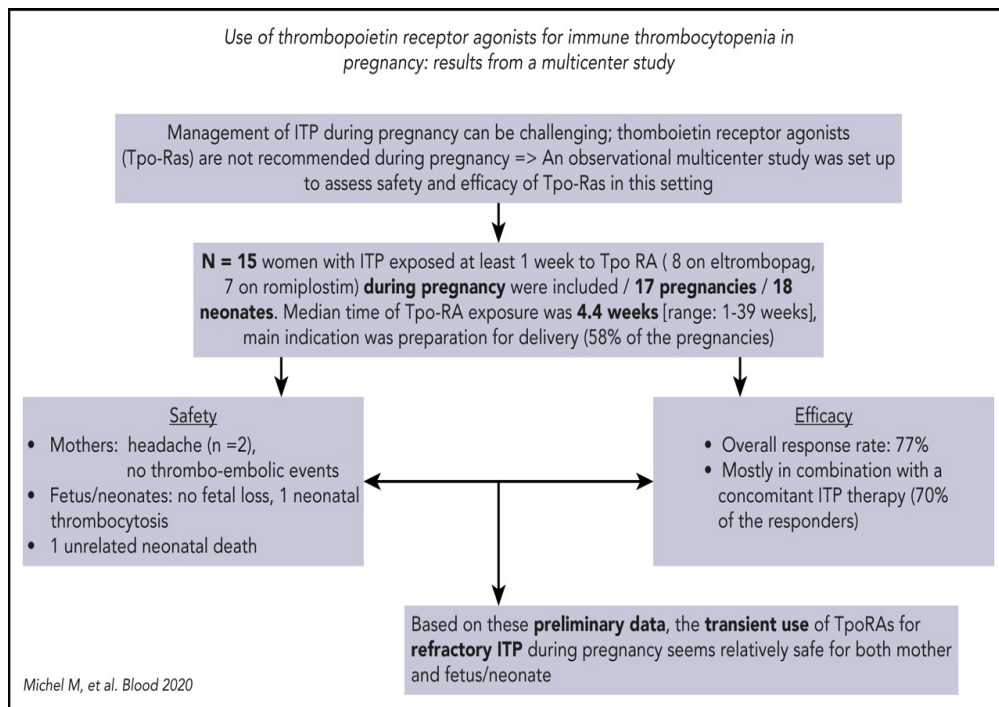 Use of thrombopoietin receptor agonists for immune thrombocytopenia in
pregnancy: results from a multicenter study
Management of ITP during pregnancy can be challenging; thomboietin receptor agonists
(Tpo-Ras) are not recommended during pregnancy => An observational multicenter study was set up
to assess safety and efficacy of Tpo-Ras in this setting
N = 15 women with ITP exposed at least 1 week to Tpo RA ( 8 on eltrombopag,
7 on romiplostim) during pregnancy were included / 17 pregnancies / 18
neonates. Median time of Tpo-RA exposure was 4.4 weeks [range: 1-39 weeks],
main indication was preparation for delivery (58% of the pregnancies)
Safety
• Mothers: headache (n =2),
no thrombo-embolic events
• Fetus/neonates: no fetal loss, 1 neonatal
thrombocytosis
• 1 unrelated neonatal death
Efficacy
• Overall response rate: 77%
• Mostly in combination with a
concomitant ITP therapy (70%
of the responders)
Based on these preliminary data, the transient use of TpoRAs for
refractory ITP during pregnancy seems relatively safe for both mother
and fetus/neonate
Michel M, et al. Blood 2020